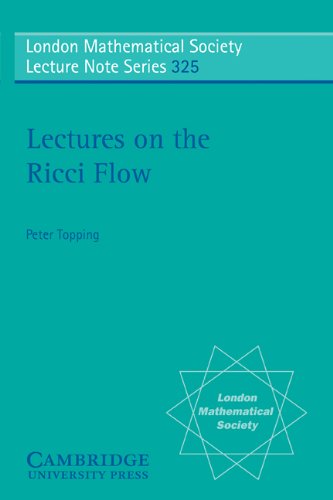 London Mathematical Society
Lecture Note Series 325
Lectures on the
Ricci Flow
Peter Topping
London
Mathematical
Society
CAMBRIDGE
UNIVERSITY PRESS